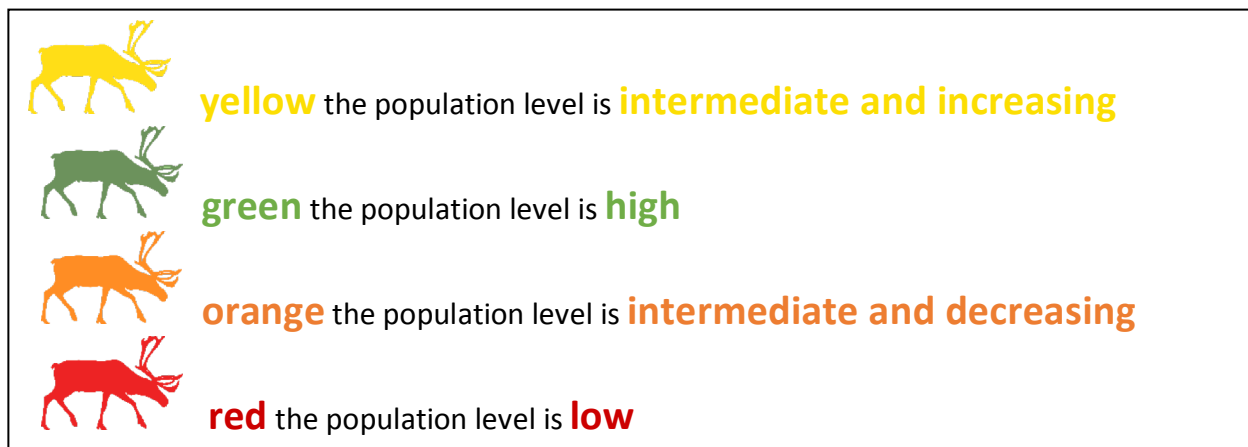 yellow the population level is intermediate and increasing
green the population level is high
orange the population level is intermediate and decreasing
red the population level is low